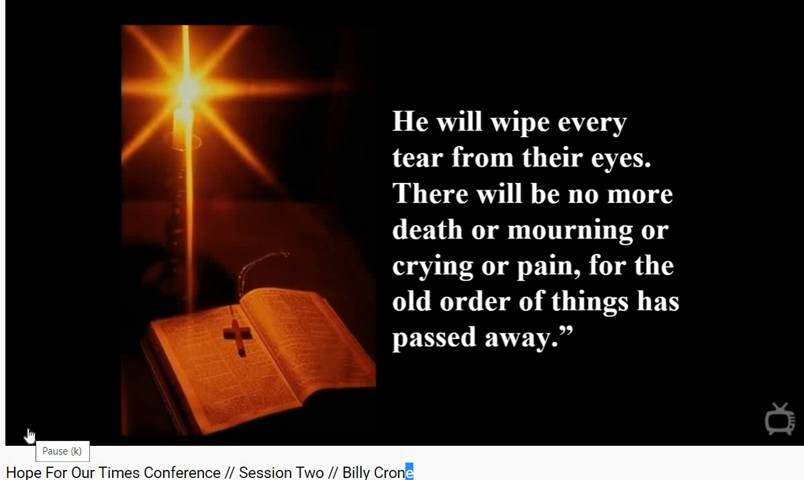 He will wipe every
tear from their eyes.
There will be no more
death or mourning or
crying or pain, for the
old order of things has
passed away.”
Pause (k)
Hope For Our Times Conference // Session Two // Billy Crone